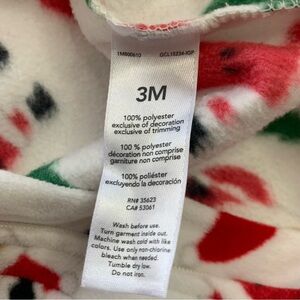 1M800610 GCL10234-IGP
3M
100% polyester
exclusive of decoration
exclusive of trimming
100 % polyester
décoration non comprise
garniture non comprise
100% poliéster
excluyendo la decoración
RN# 35623
CA# 53061
Wash before use.
Turn garment inside out.
Machine wash cold with like
colors. Use only non-chlorine
bleach when needed.
Tumble dry low.
Do not iron.